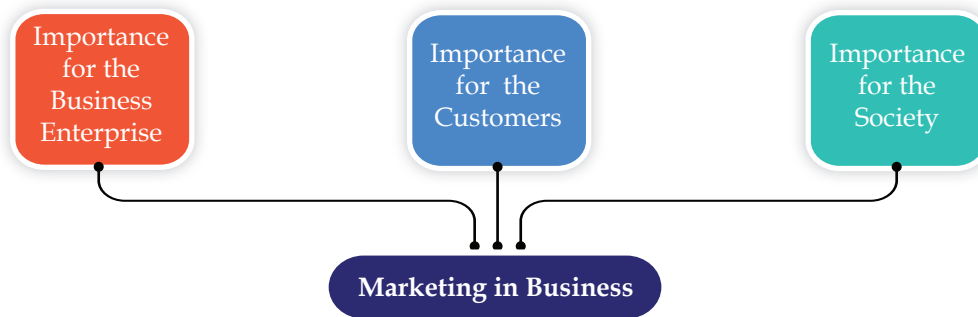 Importance
for the
Business
Enterprise
Importance
for the
Customers
Importance
for the
Society
Marketing in Business